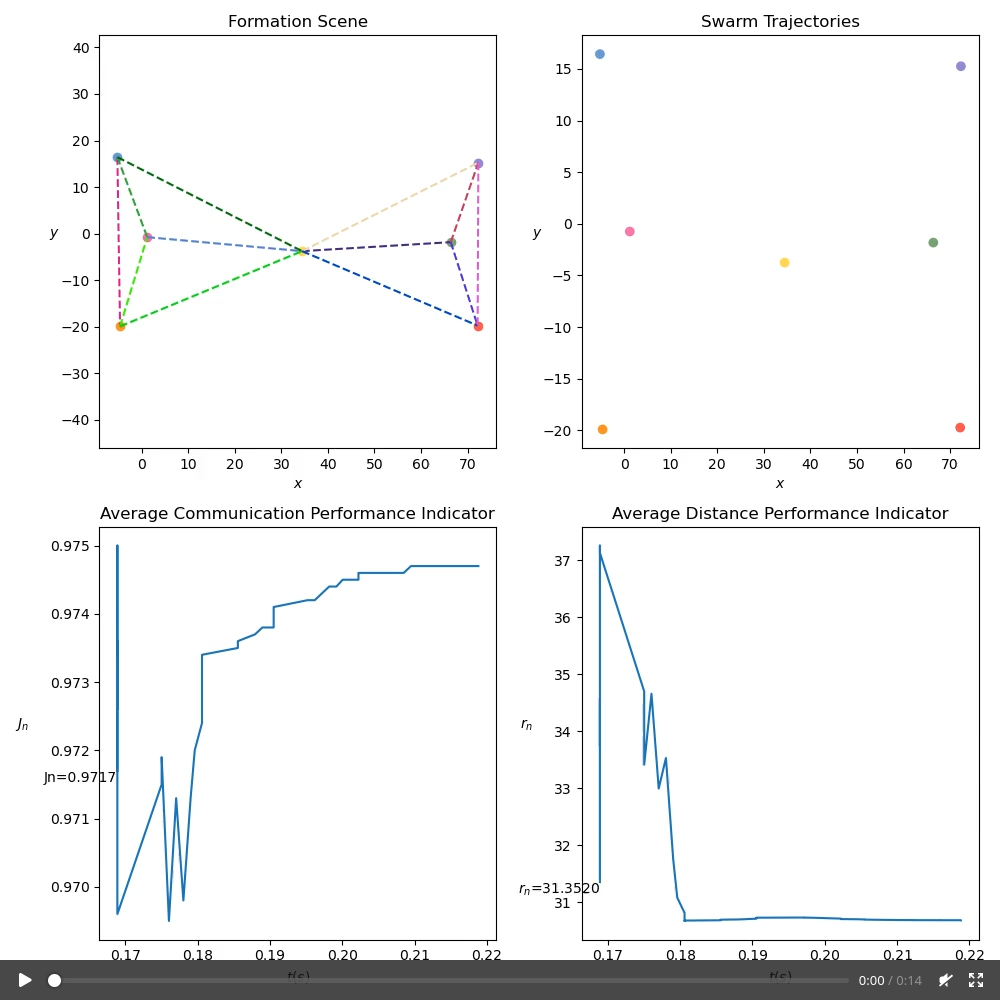 Formation Scene
40
30
20
10
0
−10
−20
−30
−40
y
0 10 20 30 40 50 60 70
x
Swarm Trajectories
15
10
5
0
−5
−10
−15
−20
y
0 10 20 30 40 50 60 70
x
Average Communication Performance Indicator
0.975
0.974
0.973
0.972
0.971
0.970
Jn
Jn=0.9717
0.17 0.18 0.19 0.20 0.21 0.22
t(s)
Average Distance Performance Indicator
37
36
35
34
33
32
31
rn
rn=31.3520
0.17 0.18 0.19 0.20 0.21 0.22
t(s)
0:00 / 0:14